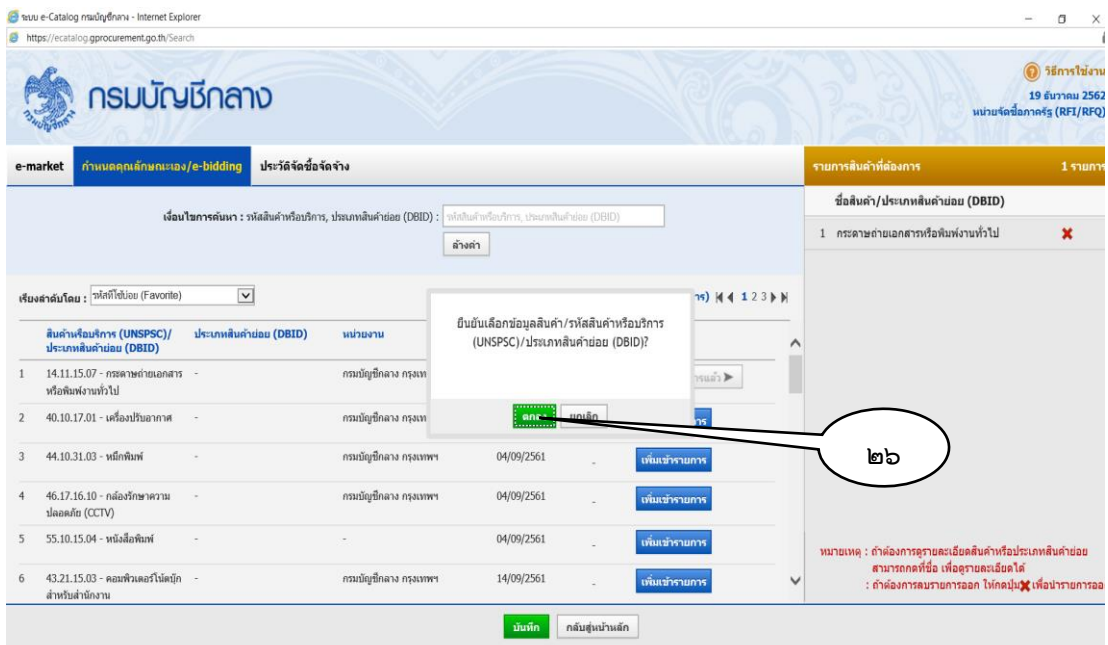 ระบบ e-Catalog กรมบัญชีกลาง - Internet Explorer
https://ecatalog.gprocurement.go.th/Search
กรมบัญชีกลาง
วิธีการใช้งาน
19 ธันวาคม 2562
หน่วยจัดซื้อภาครัฐ (RFI/RFQ)
e-market กำหนดคุณลักษณะเอง/e-bidding ประวัติจัดซื้อจัดจ้าง
รายการสินค้าที่ต้องการ 1 รายการ
ชื่อสินค้า/ประเภทสินค้าย่อย (DBID)
1 กระดาษถ่ายเอกสารหรือพิมพ์งานทั่วไป
เงื่อนไขการค้นหา : รหัสสินค้าหรือบริการ, ประเภทสินค้าย่อย (DBID) : รหัสสินค้าหรือบริการ, ประเภทสินค้าย่อย (DBID)
ล้างค่า
เรียงลำดับโดย : รหัสที่ใช้บ่อย (Favorite)
1 2 3
สินค้าหรือบริการ (UNSPSC)/ ประเภทสินค้าย่อย (DBID) หน่วยงาน
ประเภทสินค้าย่อย (DBID)
ยืนยันเลือกข้อมูลสินค้า/รหัสสินค้าหรือบริการ
(UNSPSC)/ประเภทสินค้าย่อย (DBID)?
ยกเลิก
1 14.11.15.07 - กระดาษถ่ายเอกสาร - กรมบัญชีกลาง
หรือพิมพ์งานทั่วไป
2 40.10.17.01 - เครื่องปรับอากาศ - กรมบัญชีกลาง
3 44.10.31.03 - หมึกพิมพ์ - กรมบัญชีกลาง กรุงเทพฯ 04/09/2561 - เพิ่มเข้ารายการ
4 46.17.16.10 - กล้องรักษาความ - กรมบัญชีกลาง กรุงเทพฯ 04/09/2561 - เพิ่มเข้ารายการ
ปลอดภัย (CCTV)
5 55.10.15.04 - หนังสือพิมพ์ - - 04/09/2561 - เพิ่มเข้ารายการ
6 43.21.15.03 - คอมพิวเตอร์โน้ตบุ๊ก - กรมบัญชีกลาง กรุงเทพฯ 14/09/2561 - เพิ่มเข้ารายการ
สำหรับสำนักงาน
๒๖
หมายเหตุ : ถ้าต้องการดูรายละเอียดสินค้าหรือประเภทสินค้าย่อย
สามารถกดที่ชื่อ เพื่อดูรายละเอียดได้
: ถ้าต้องการลบรายการออก ให้กดปุ่ม เพื่อนำรายการออ
บันทึก กลับสู่หน้าหลัก